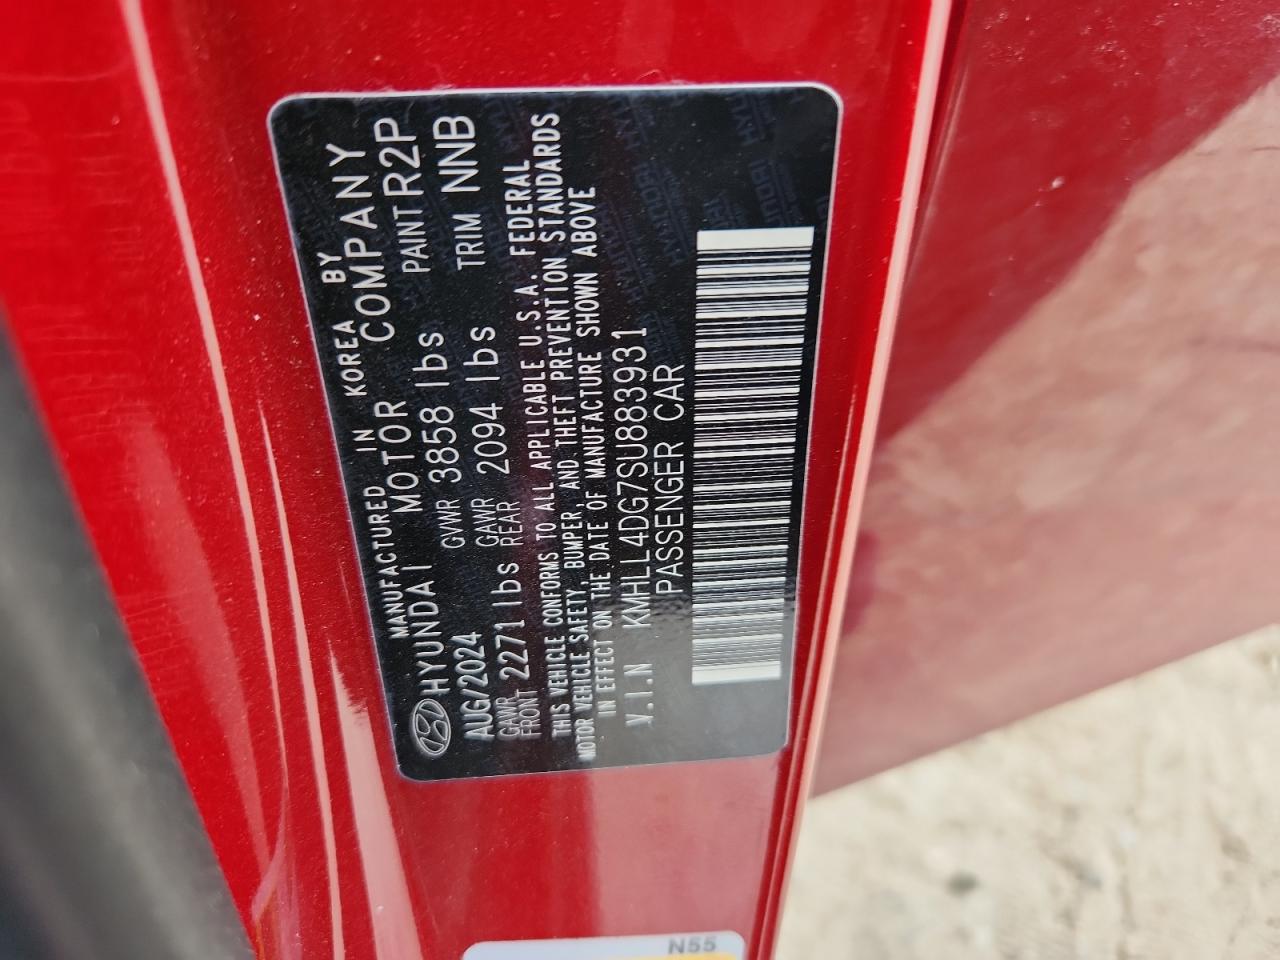 MANUFACTURED IN KOREA BY
HYUNDAI MOTOR COMPANY
AUG/2024 GVWR 3858 lbs PAINT R2P
GAWR FRONT 2271 lbs GAWR REAR 2094 lbs TRIM NNB
THIS VEHICLE CONFORMS TO ALL APPLICABLE U.S.A. FEDERAL
MOTOR VEHICLE SAFETY, BUMPER, AND THEFT PREVENTION STANDARDS
IN EFFECT ON THE DATE OF MANUFACTURE SHOWN ABOVE
V.I.N KMHLL4DG7SU883931
PASSENGER CAR
N55